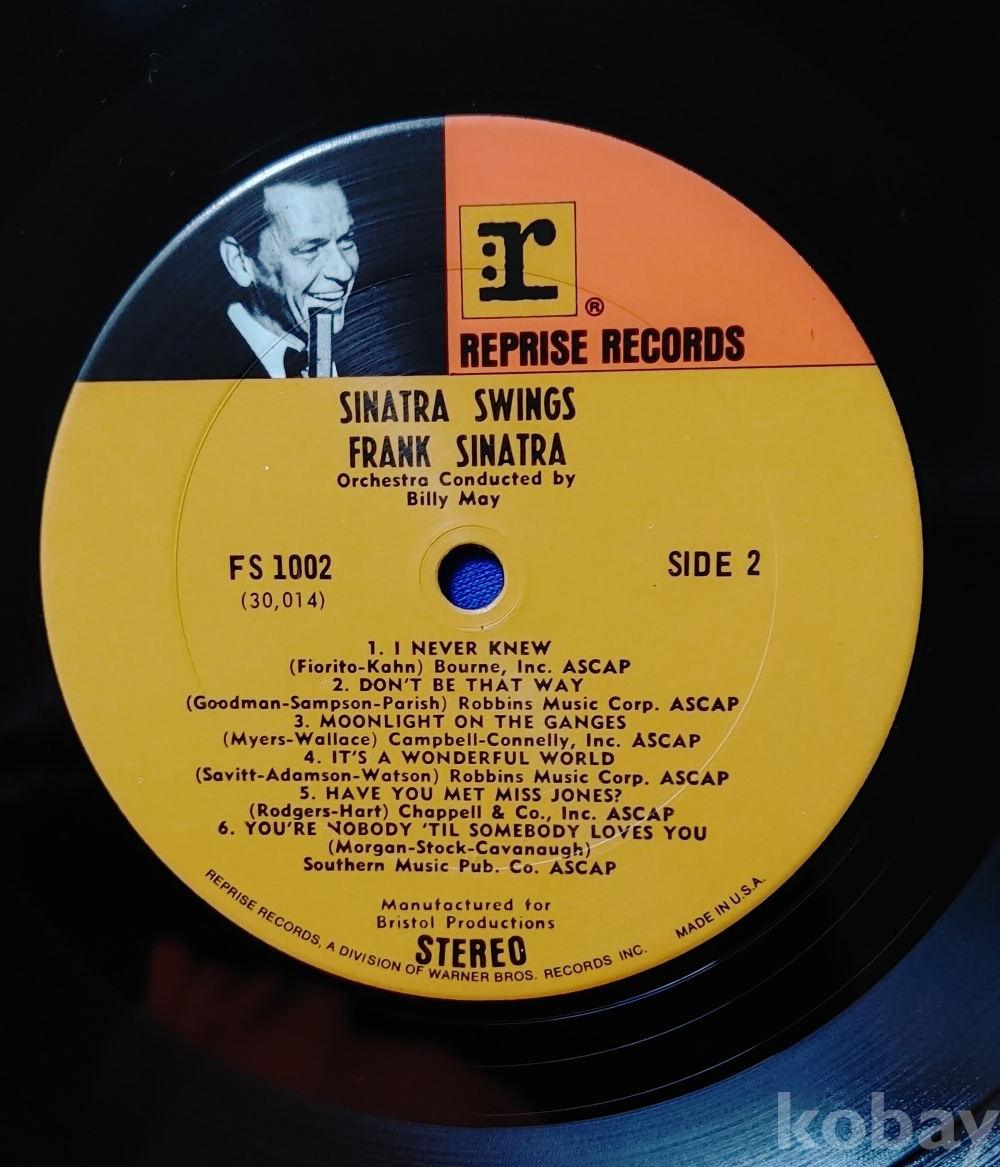 :r
®
REPRISE RECORDS
SINATRA SWINGS
FRANK SINATRA
Orchestra Conducted by
Billy May
FS 1002
SIDE 2
(30,014)
1. I NEVER KNEW
(Fiorito-Kahn) Bourne, Inc. ASCAP
2. DON'T BE THAT WAY
(Goodman-Sampson-Parish) Robbins Music Corp. ASCAP
3. MOONLIGHT ON THE GANGES
(Myers-Wallace) Campbell-Connelly, Inc. ASCAP
4. IT'S A WONDERFUL WORLD
(Savitt-Adamson-Watson) Robbins Music Corp. ASCAP
5. HAVE YOU MET MISS JONES?
(Rodgers-Hart) Chappell & Co., Inc. ASCAP
6. YOU'RE NOBODY 'TIL SOMEBODY LOVES YOU
(Morgan-Stock-Cavanaugh)
Southern Music Pub. Co. ASCAP
Manufactured for
Bristol Productions
STEREO
REPRISE RECORDS, A DIVISION OF WARNER BROS. RECORDS INC. MADE IN U.S.A.
kobay